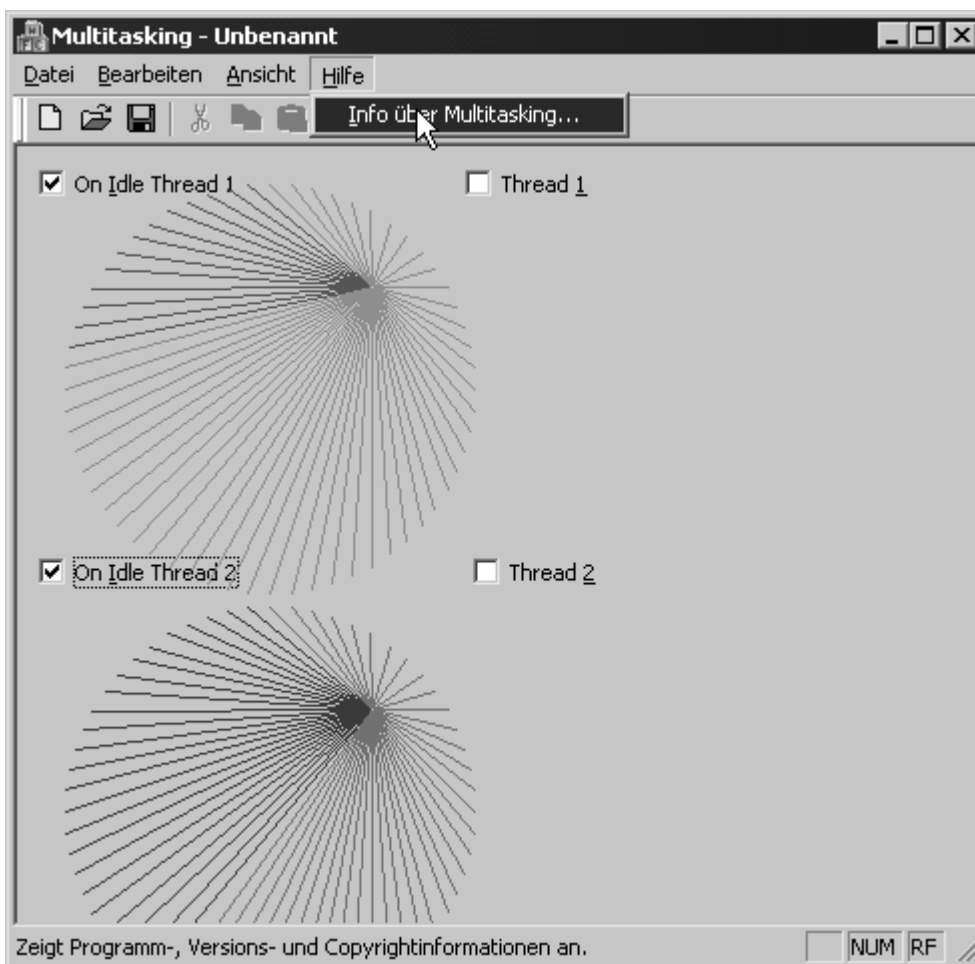 Multitasking - Unbenannt
Datei Bearbeiten Ansicht Hilfe
Info über Multitasking...
On Idle Thread 1
Thread 1
On Idle Thread 2
Thread 2
Zeigt Programm-, Versions- und Copyrightinformationen an.
NUM RF